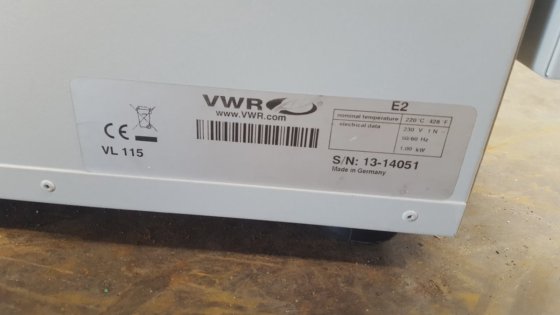 VWR
www.VWR.com
CE
VL 115
E2
nominal temperature 220°C 428°F
electrical data 230 V 1 N~
50/60 Hz
1.00 kW
S/N: 13-14051
Made in Germany